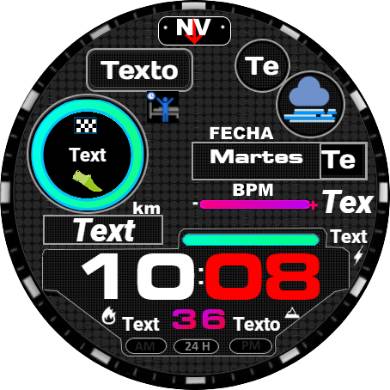 NV
Texto
Te
FECHA
Text
Martes Te
BPM
- + Tex
km
Text
Text
10:08
Text 36 Texto
AM 24 H PM